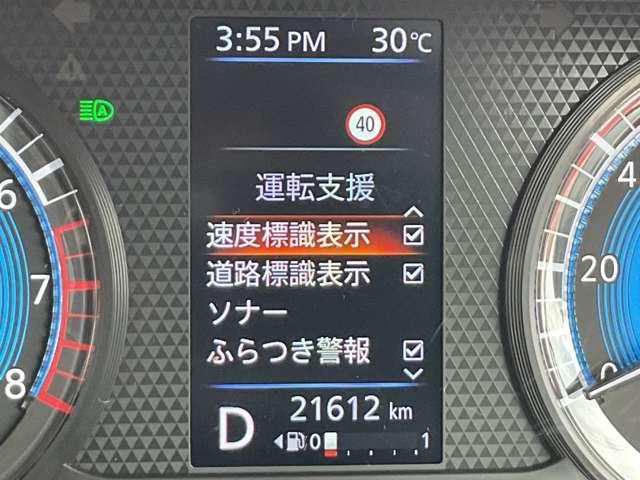 3:55 PM 30℃
40
運転支援
速度標識表示
道路標識表示
ソナー
ふらつき警報
D 21612 km
0 1
A
6
7
8
4
20
0